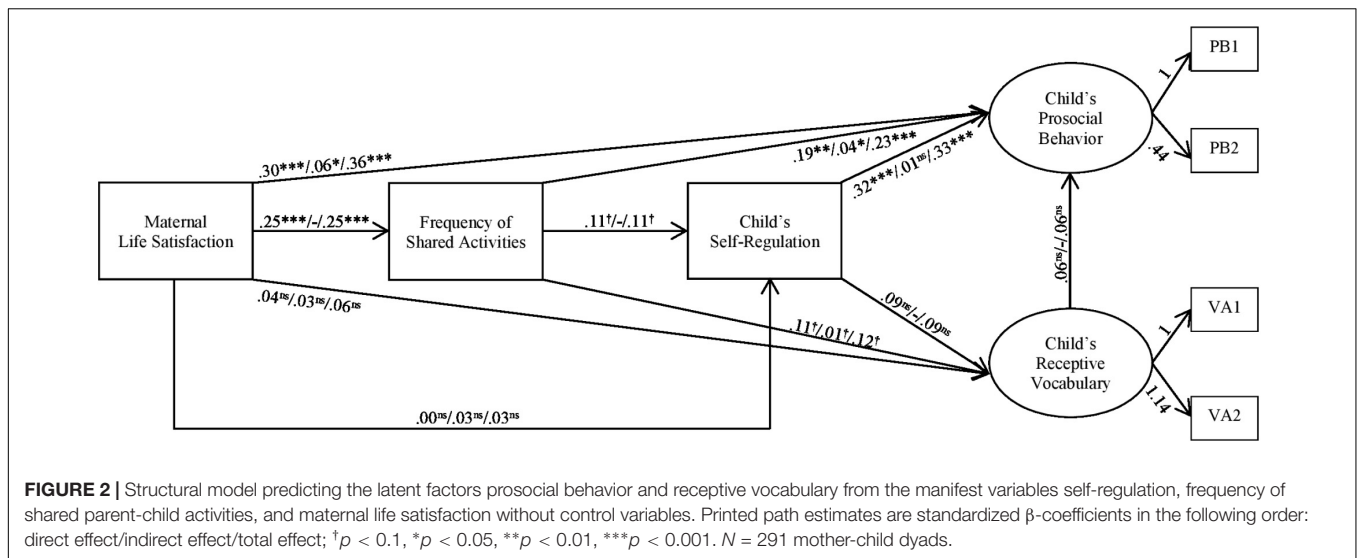 PB1
1
Child's
Prosocial
Behavior
.44
PB2
.30***/.06*/.36***
.19**/.04*/.23***
.32***/.01ⁿˢ/.33***
Maternal
Life Satisfaction
.25***/-/.25***
Frequency of
Shared Activities
.11†/-/.11†
Child's
Self-Regulation
.06ⁿˢ/-/.06ⁿˢ
.04ⁿˢ/.03ⁿˢ/.06ⁿˢ
.11†/.01†/.12†
.09ⁿˢ/-/.09ⁿˢ
VA1
1
Child's
Receptive
Vocabulary
1.14
VA2
.00ⁿˢ/.03ⁿˢ/.03ⁿˢ
FIGURE 2 | Structural model predicting the latent factors prosocial behavior and receptive vocabulary from the manifest variables self-regulation, frequency of
shared parent-child activities, and maternal life satisfaction without control variables. Printed path estimates are standardized β-coefficients in the following order:
direct effect/indirect effect/total effect; †p < 0.1, *p < 0.05, **p < 0.01, ***p < 0.001. N = 291 mother-child dyads.